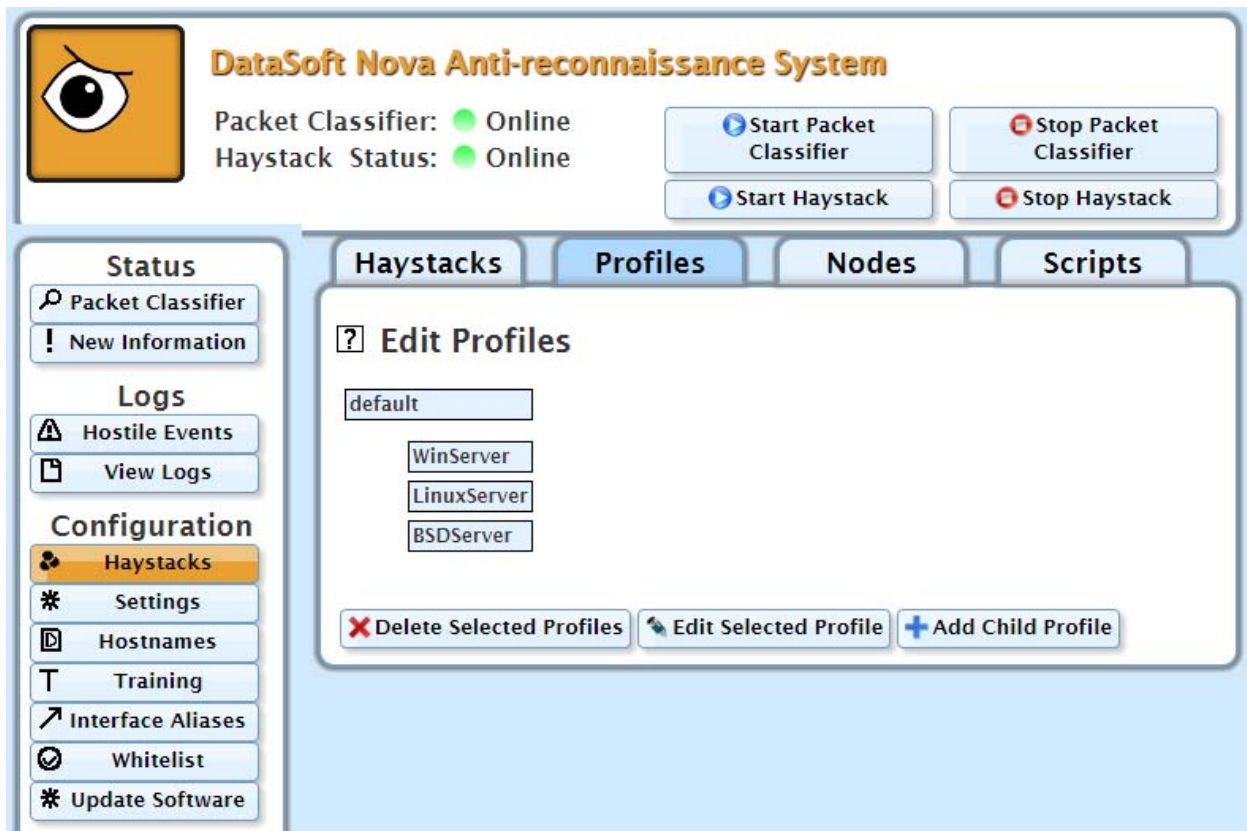 DataSoft Nova Anti-reconnaissance System
Packet Classifier: Online
Haystack Status: Online
Start Packet
Classifier
Stop Packet
Classifier
Start Haystack
Stop Haystack
Status
Packet Classifier
! New Information
Logs
Hostile Events
View Logs
Configuration
Haystacks
Settings
D Hostnames
T Training
Interface Aliases
Whitelist
Update Software
Haystacks
Profiles
Nodes
Scripts
? Edit Profiles
default
WinServer
LinuxServer
BSDServer
Delete Selected Profiles
Edit Selected Profile
Add Child Profile